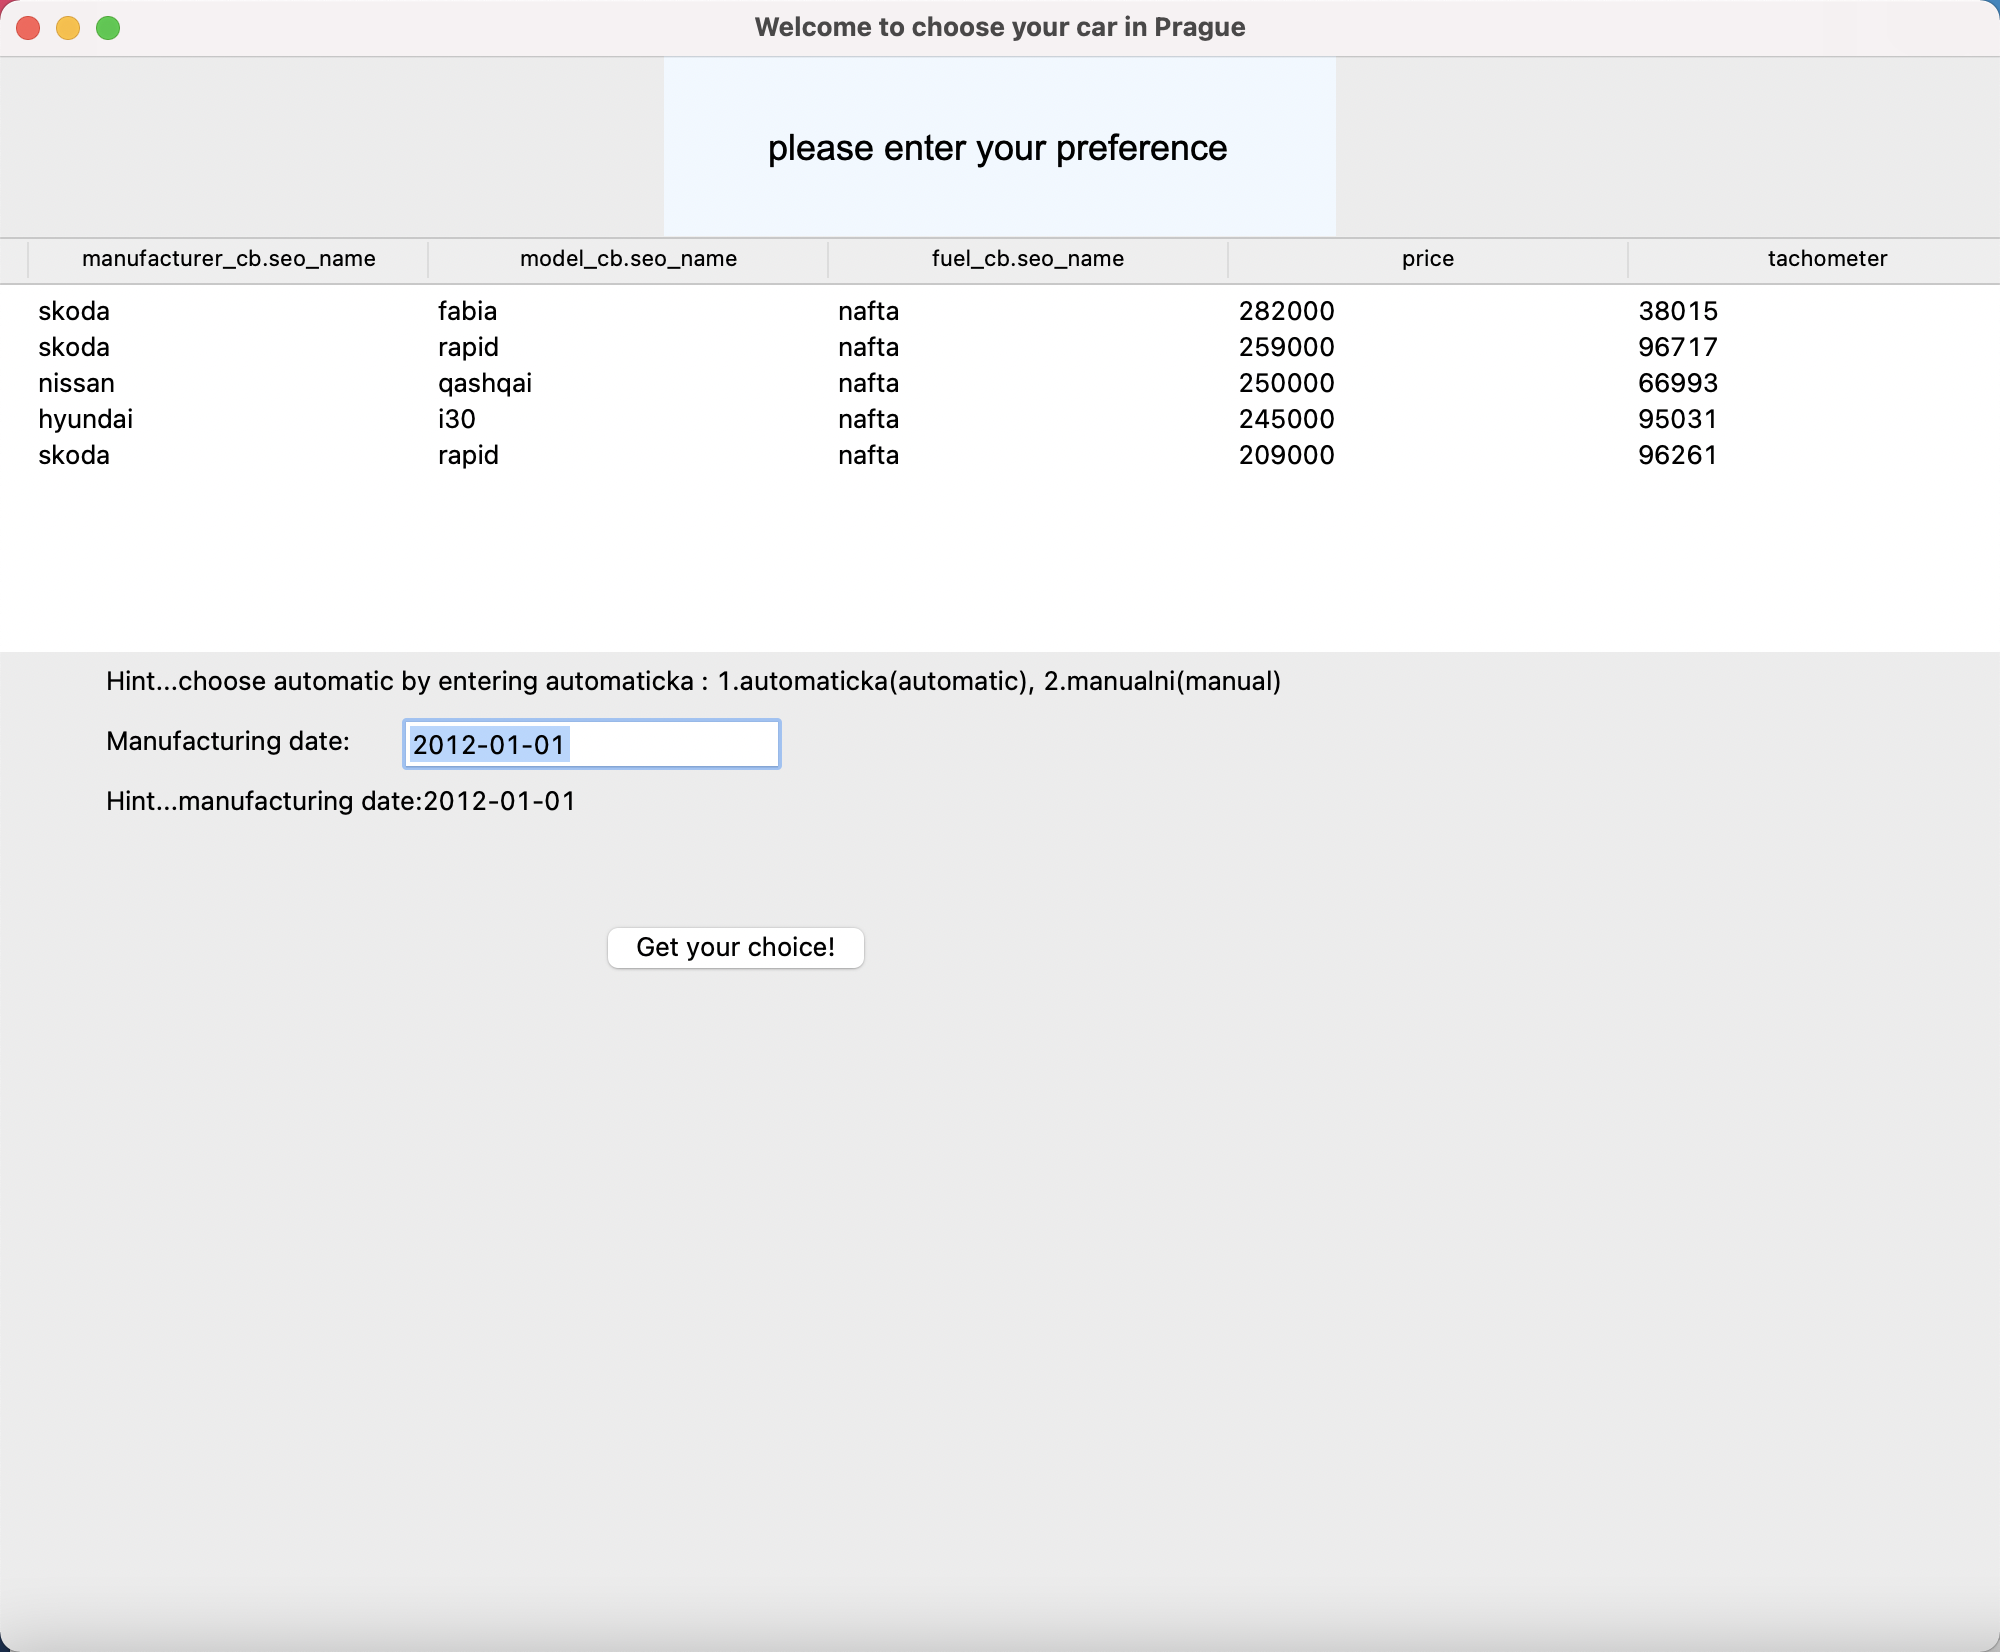 Welcome to choose your car in Prague
please enter your preference
manufacturer_cb.seo_name model_cb.seo_name fuel_cb.seo_name price tachometer
skoda fabia nafta 282000 38015
skoda rapid nafta 259000 96717
nissan qashqai nafta 250000 66993
hyundai i30 nafta 245000 95031
skoda rapid nafta 209000 96261
Hint...choose automatic by entering automaticka : 1.automaticka(automatic), 2.manualni(manual)
Manufacturing date: 2012-01-01
Hint...manufacturing date:2012-01-01
Get your choice!